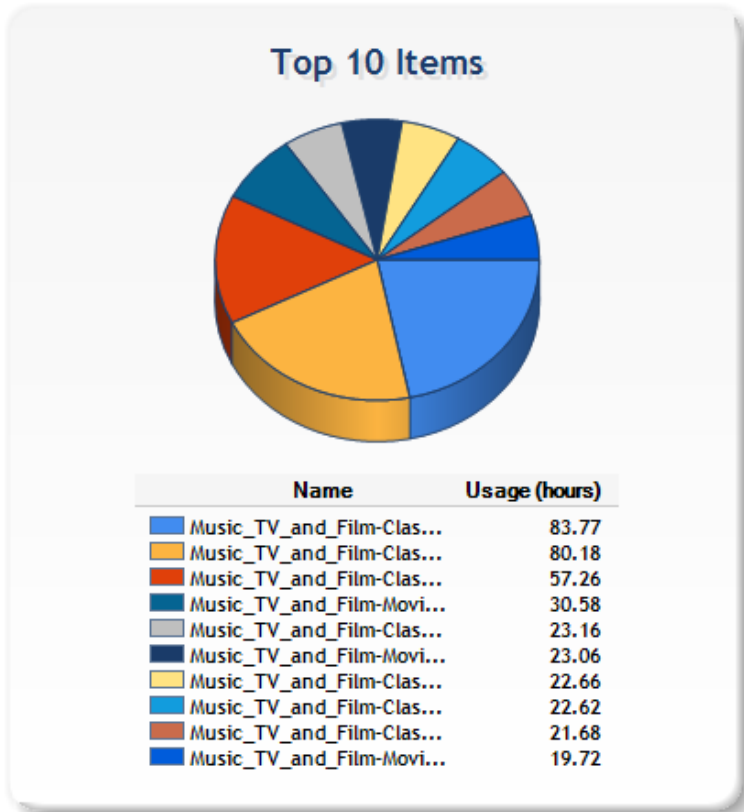 Top 10 Items
Name Usage (hours)
Music_TV_and_Film-Clas... 83.77
Music_TV_and_Film-Clas... 80.18
Music_TV_and_Film-Clas... 57.26
Music_TV_and_Film-Movi... 30.58
Music_TV_and_Film-Clas... 23.16
Music_TV_and_Film-Movi... 23.06
Music_TV_and_Film-Clas... 22.66
Music_TV_and_Film-Clas... 22.62
Music_TV_and_Film-Clas... 21.68
Music_TV_and_Film-Movi... 19.72